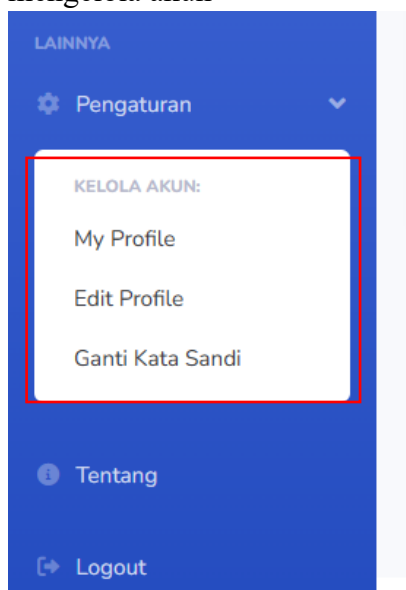 LAINNYA
Pengaturan
KELOLA AKUN:
My Profile
Edit Profile
Ganti Kata Sandi
Tentang
Logout